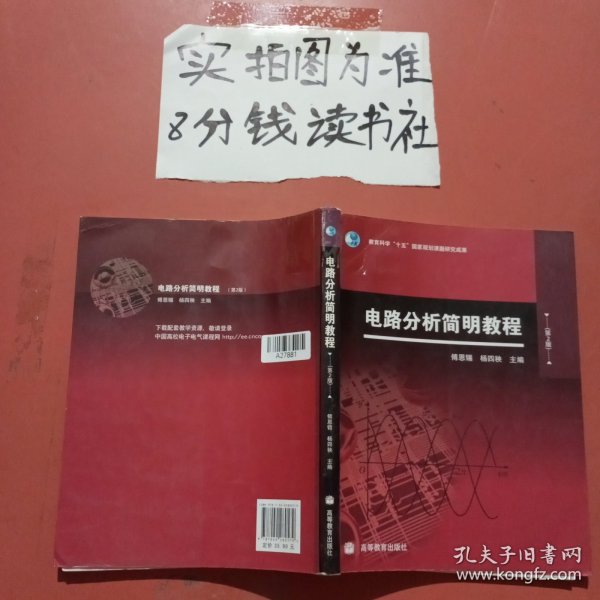 实拍图为准
8分钱读书社
电路分析简明教程 (第2版)
傅恩锡 杨四秧 主编
下载配套教学资源，敬请登录
中国高校电子电气课程网 http://ee.cncou
A27881
定价 35.90 元
电路分析简明教程
(第2版)
傅恩锡 杨四秧 主编
高等教育出版社
教育科学“十五”国家规划课题研究成果
电路分析简明教程
(第2版)
傅恩锡 杨四秧 主编
高等教育出版社
孔夫子旧书网
www.kongfz.com